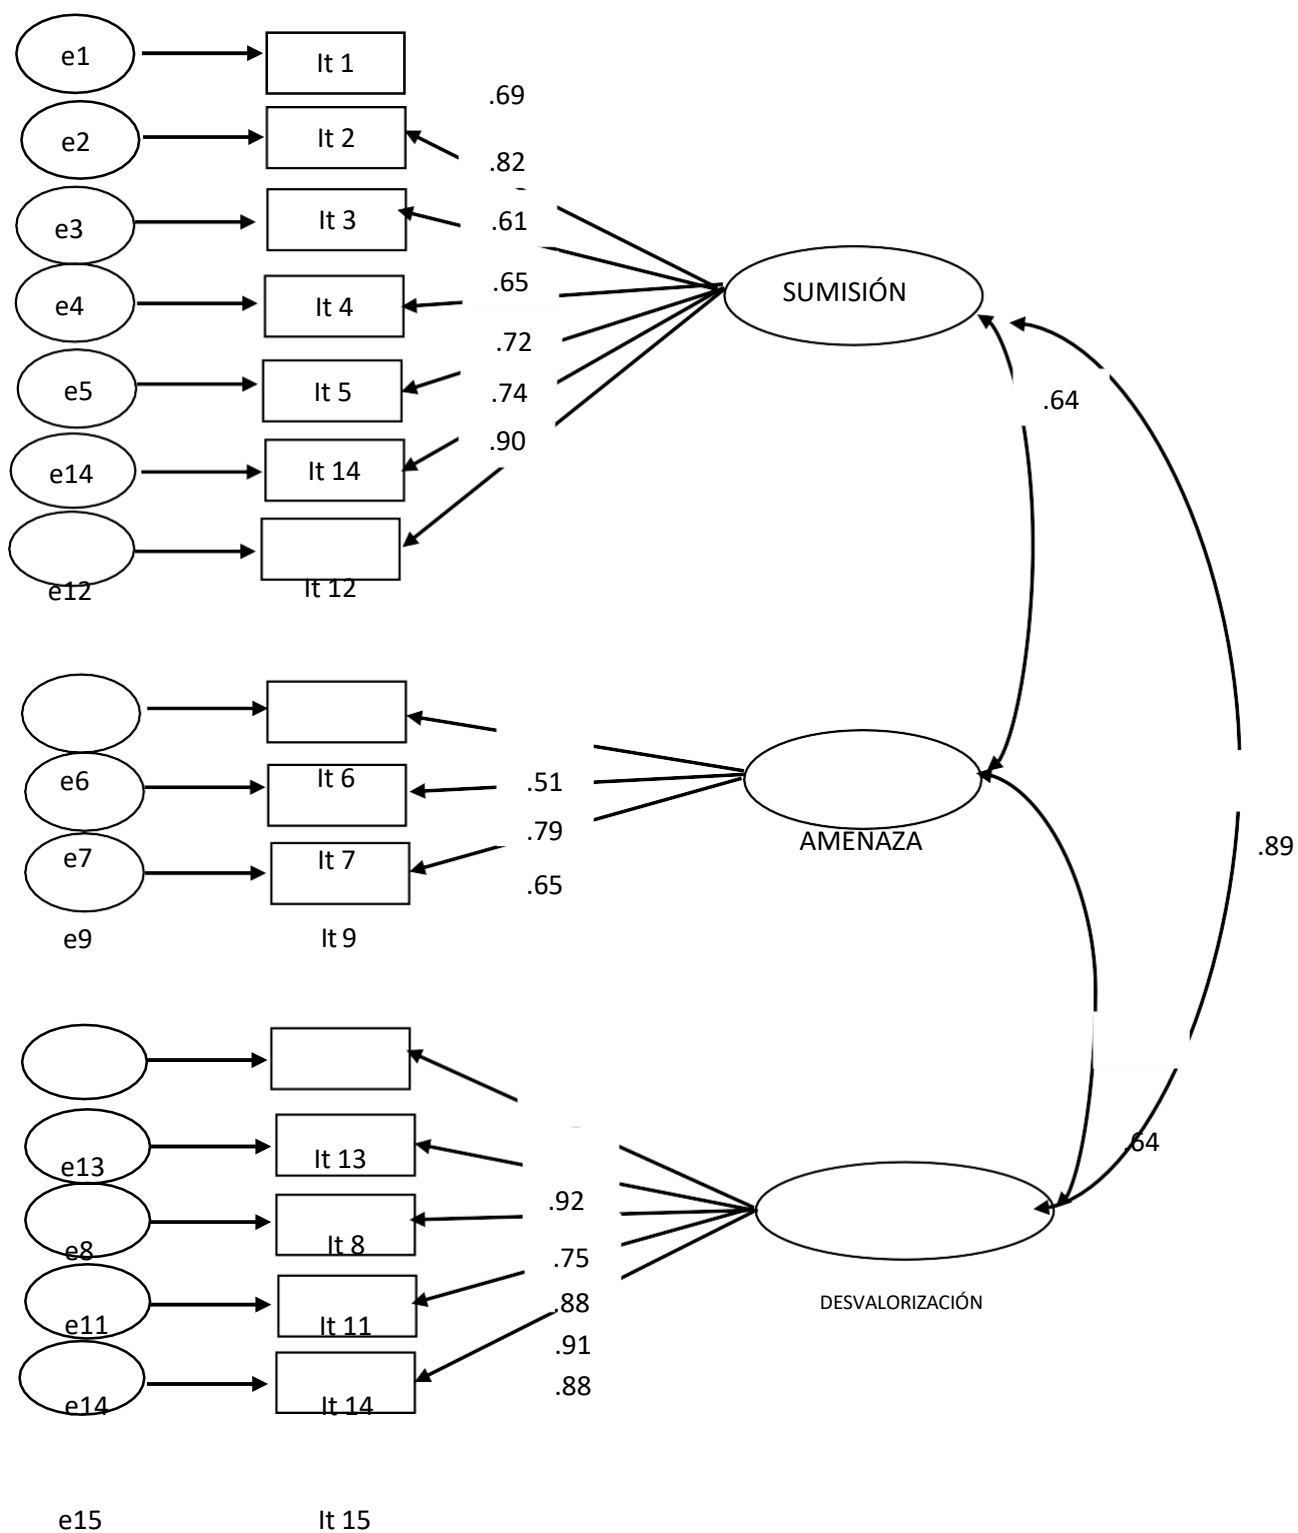 e1
It 1
.69
e2
It 2
.82
e3
It 3
.61
e4
It 4
.65
SUMISIÓN
e5
It 5
.72
.74
.64
e14
It 14
.90
e12
It 12
e6
It 6
.51
e7
It 7
.79
AMENAZA
.89
e9
It 9
.65
e13
It 13
.64
e8
It 8
.92
.75
e11
It 11
.88
DESVALORIZACIÓN
.91
e14
It 14
.88
e15
It 15